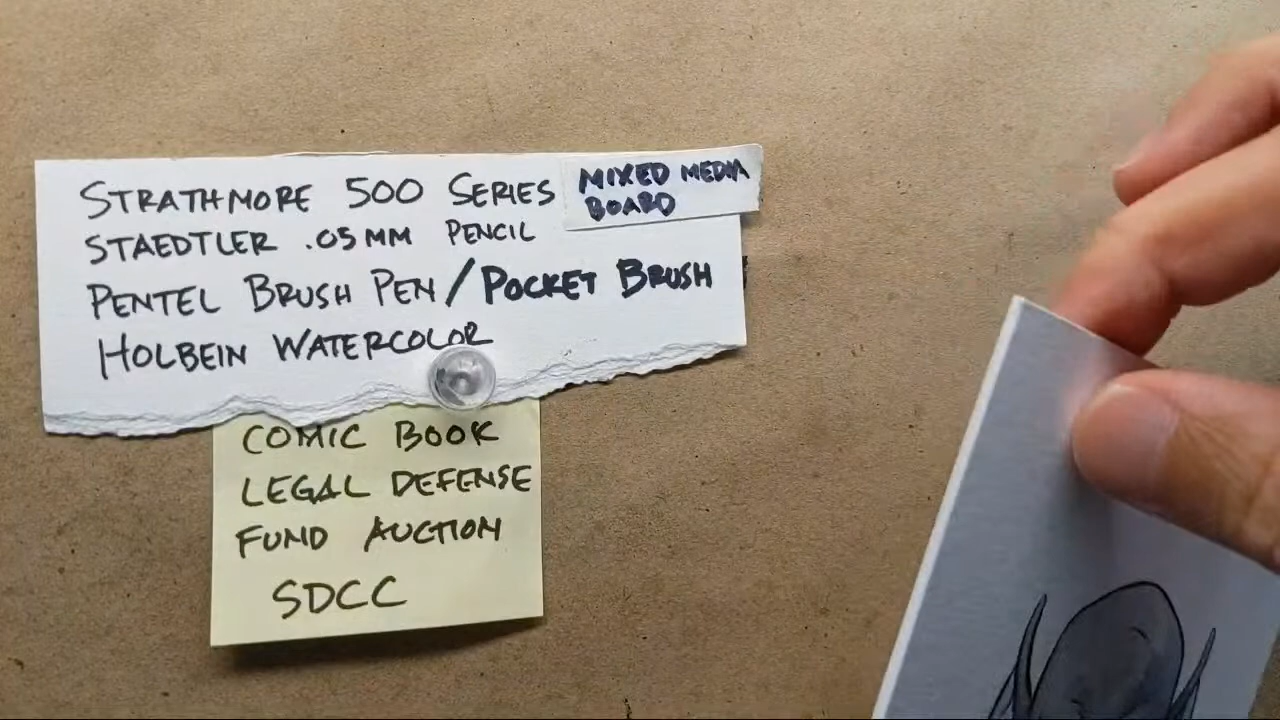 STRATHMORE 500 SERIES MIXED MEDIA BOARD
STAEDTLER .05MM PENCIL
PENTEL BRUSH PEN/POCKET BRUSH
HOLBEIN WATERCOLOR
COMIC BOOK
LEGAL DEFENSE
FUND AUCTION
SDCC